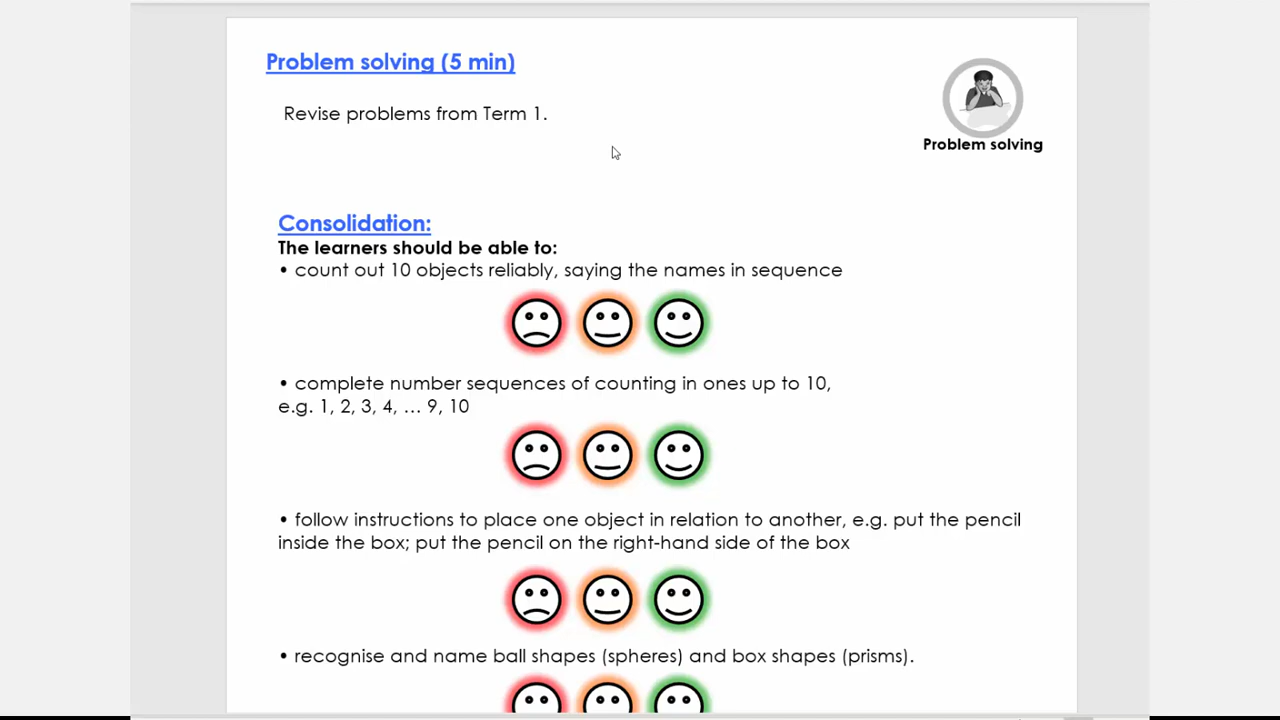 Problem solving (5 min)
Revise problems from Term 1.
Problem solving
Consolidation:
The learners should be able to:
• count out 10 objects reliably, saying the names in sequence
• complete number sequences of counting in ones up to 10,
e.g. 1, 2, 3, 4, … 9, 10
• follow instructions to place one object in relation to another, e.g. put the pencil
inside the box; put the pencil on the right-hand side of the box
• recognise and name ball shapes (spheres) and box shapes (prisms).